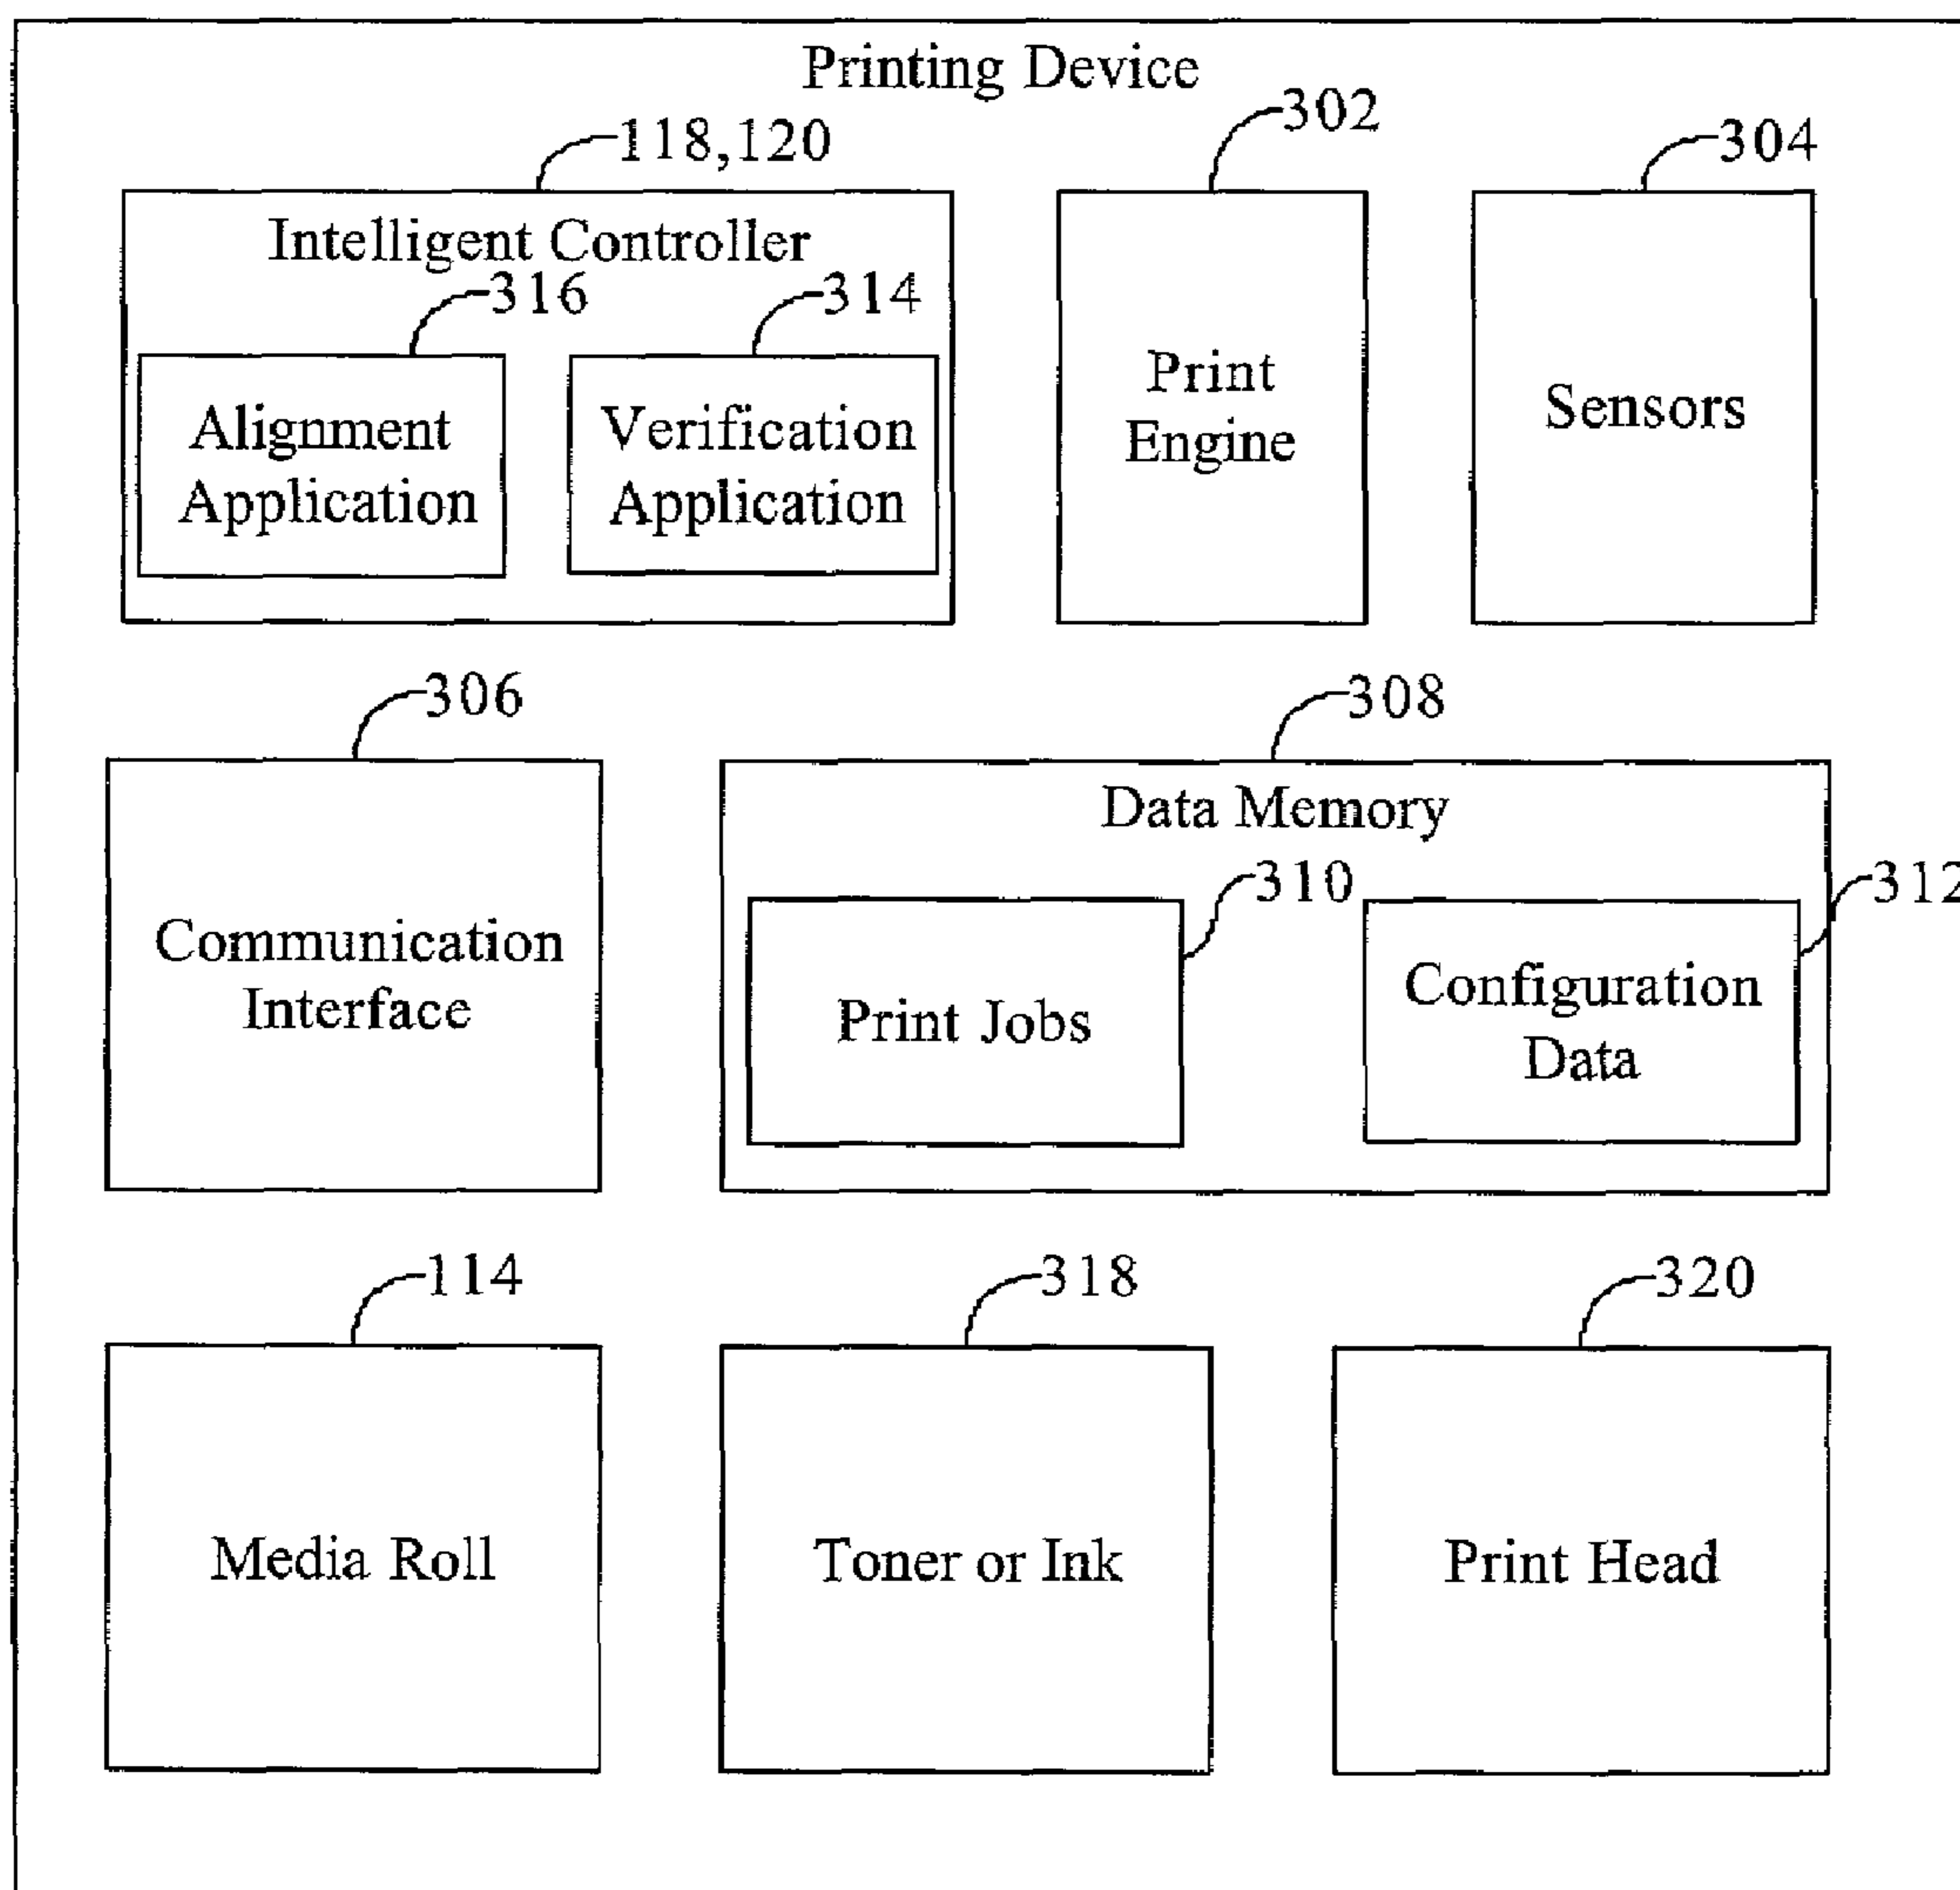 Printing Device
118,120
302
304
Intelligent Controller
316
314
Alignment
Application
Verification
Application
Print
Engine
Sensors
306
308
Communication
Interface
Data Memory
310
312
Print Jobs
Configuration
Data
114
318
320
Media Roll
Toner or Ink
Print Head